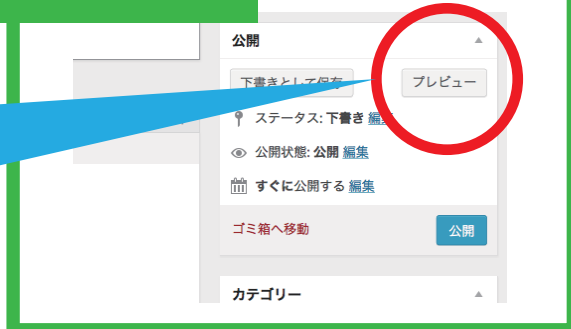 公開
下書きとして保存
プレビュー
ステータス: 下書き 編集
公開状態: 公開 編集
すぐに公開する 編集
ゴミ箱へ移動
公開
カテゴリー